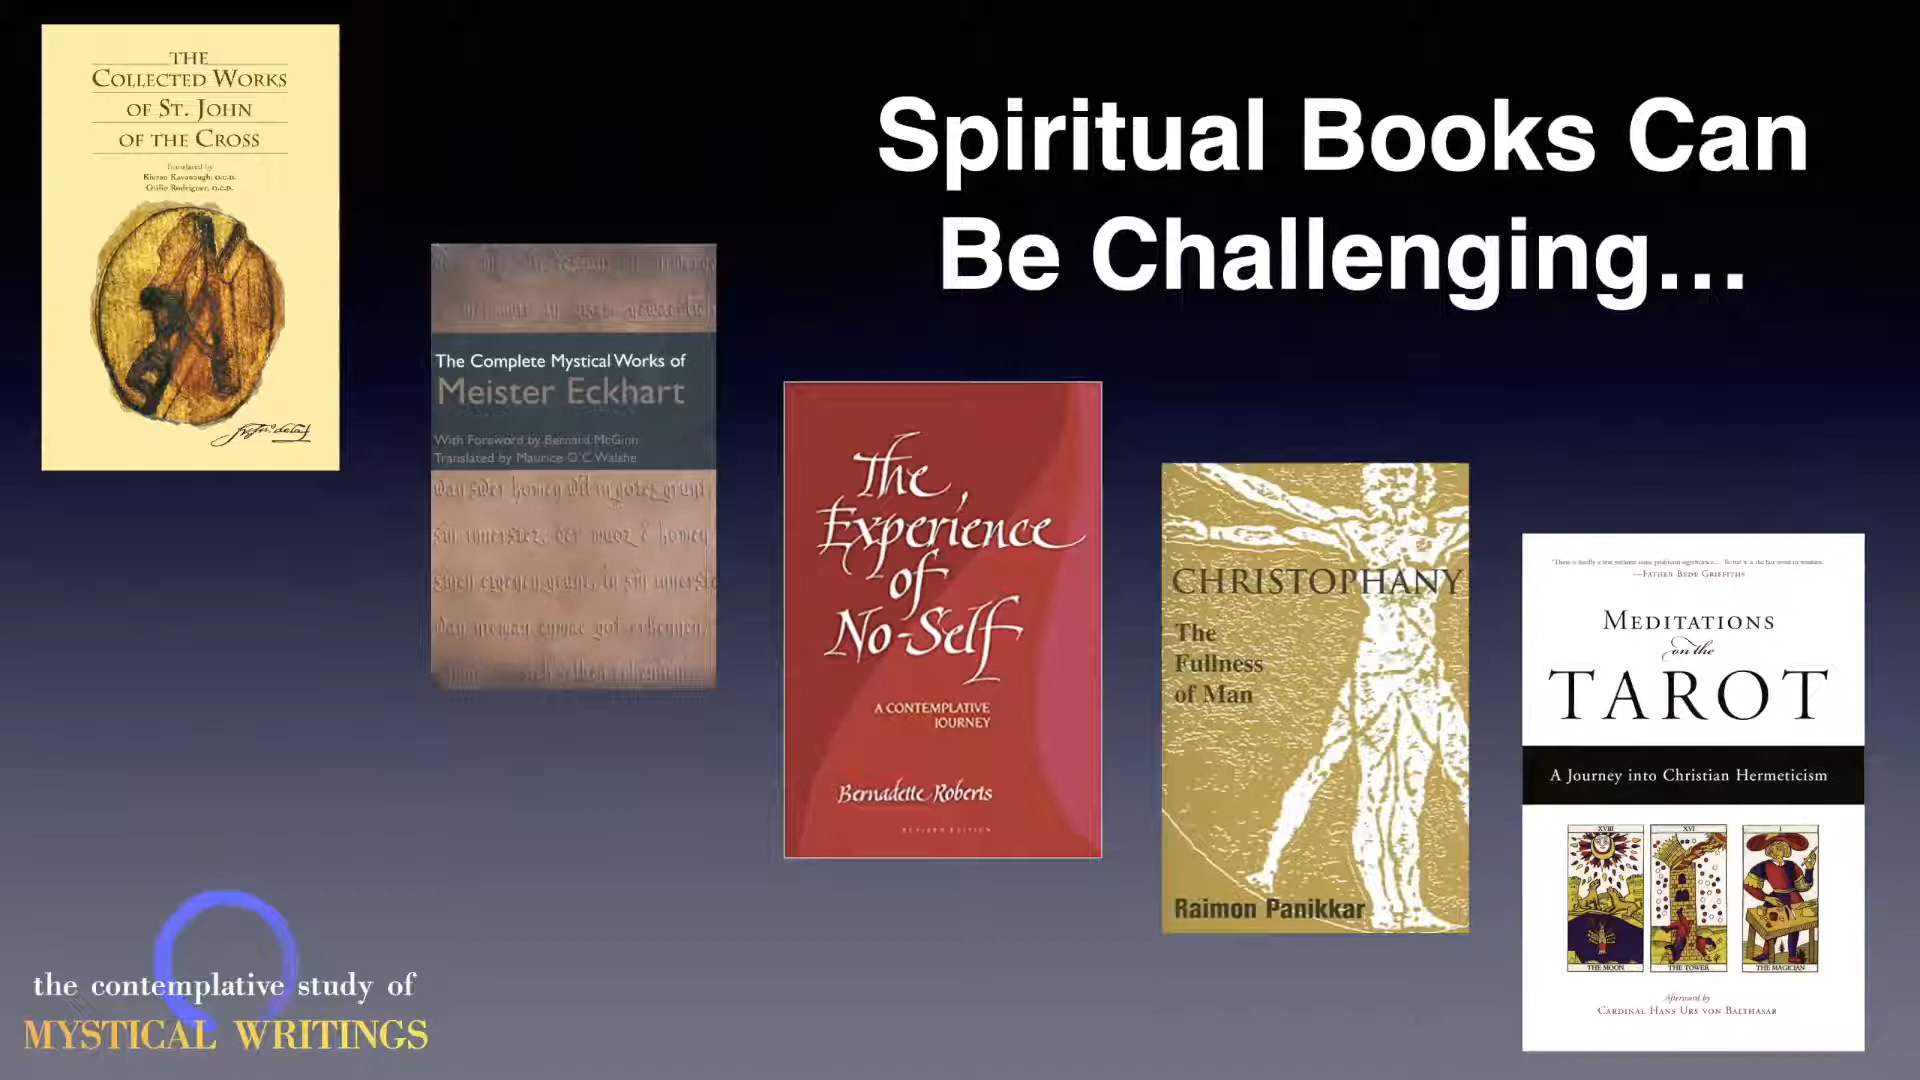 Spiritual Books Can
Be Challenging...
THE
COLLECTED WORKS
OF ST. JOHN
OF THE CROSS
Translated by
Kieran Kavanaugh, O.C.D.
Otilio Rodriguez, O.C.D.
The Complete Mystical Works of
Meister Eckhart
With Foreword by Bernard McGinn
Translated by Maurice O'C. Walshe
The
Experience
of
No-Self
A CONTEMPLATIVE
JOURNEY
Bernadette Roberts
REVISED EDITION
CHRISTOPHANY
The
Fullness
of Man
Raimon Panikkar
—FATHER BEDE GRIFFITHS
MEDITATIONS
on the
TAROT
A Journey into Christian Hermeticism
XVIII
XVI
I
THE MOON
THE TOWER
THE MAGICIAN
Afterword by
CARDINAL HANS URS VON BALTHASAR
the contemplative study of
MYSTICAL WRITINGS